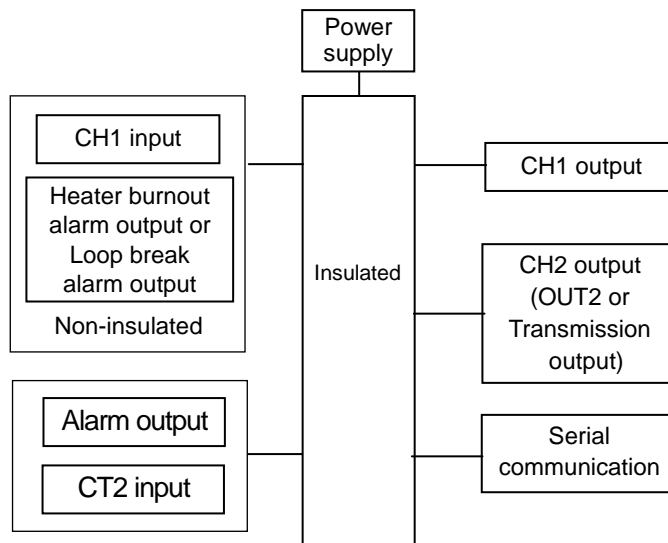 Power
supply
CH1 input
Heater burnout
alarm output or
Loop break
alarm output
Non-insulated
Alarm output
CT2 input
Insulated
CH1 output
CH2 output
(OUT2 or
Transmission
output)
Serial
communication